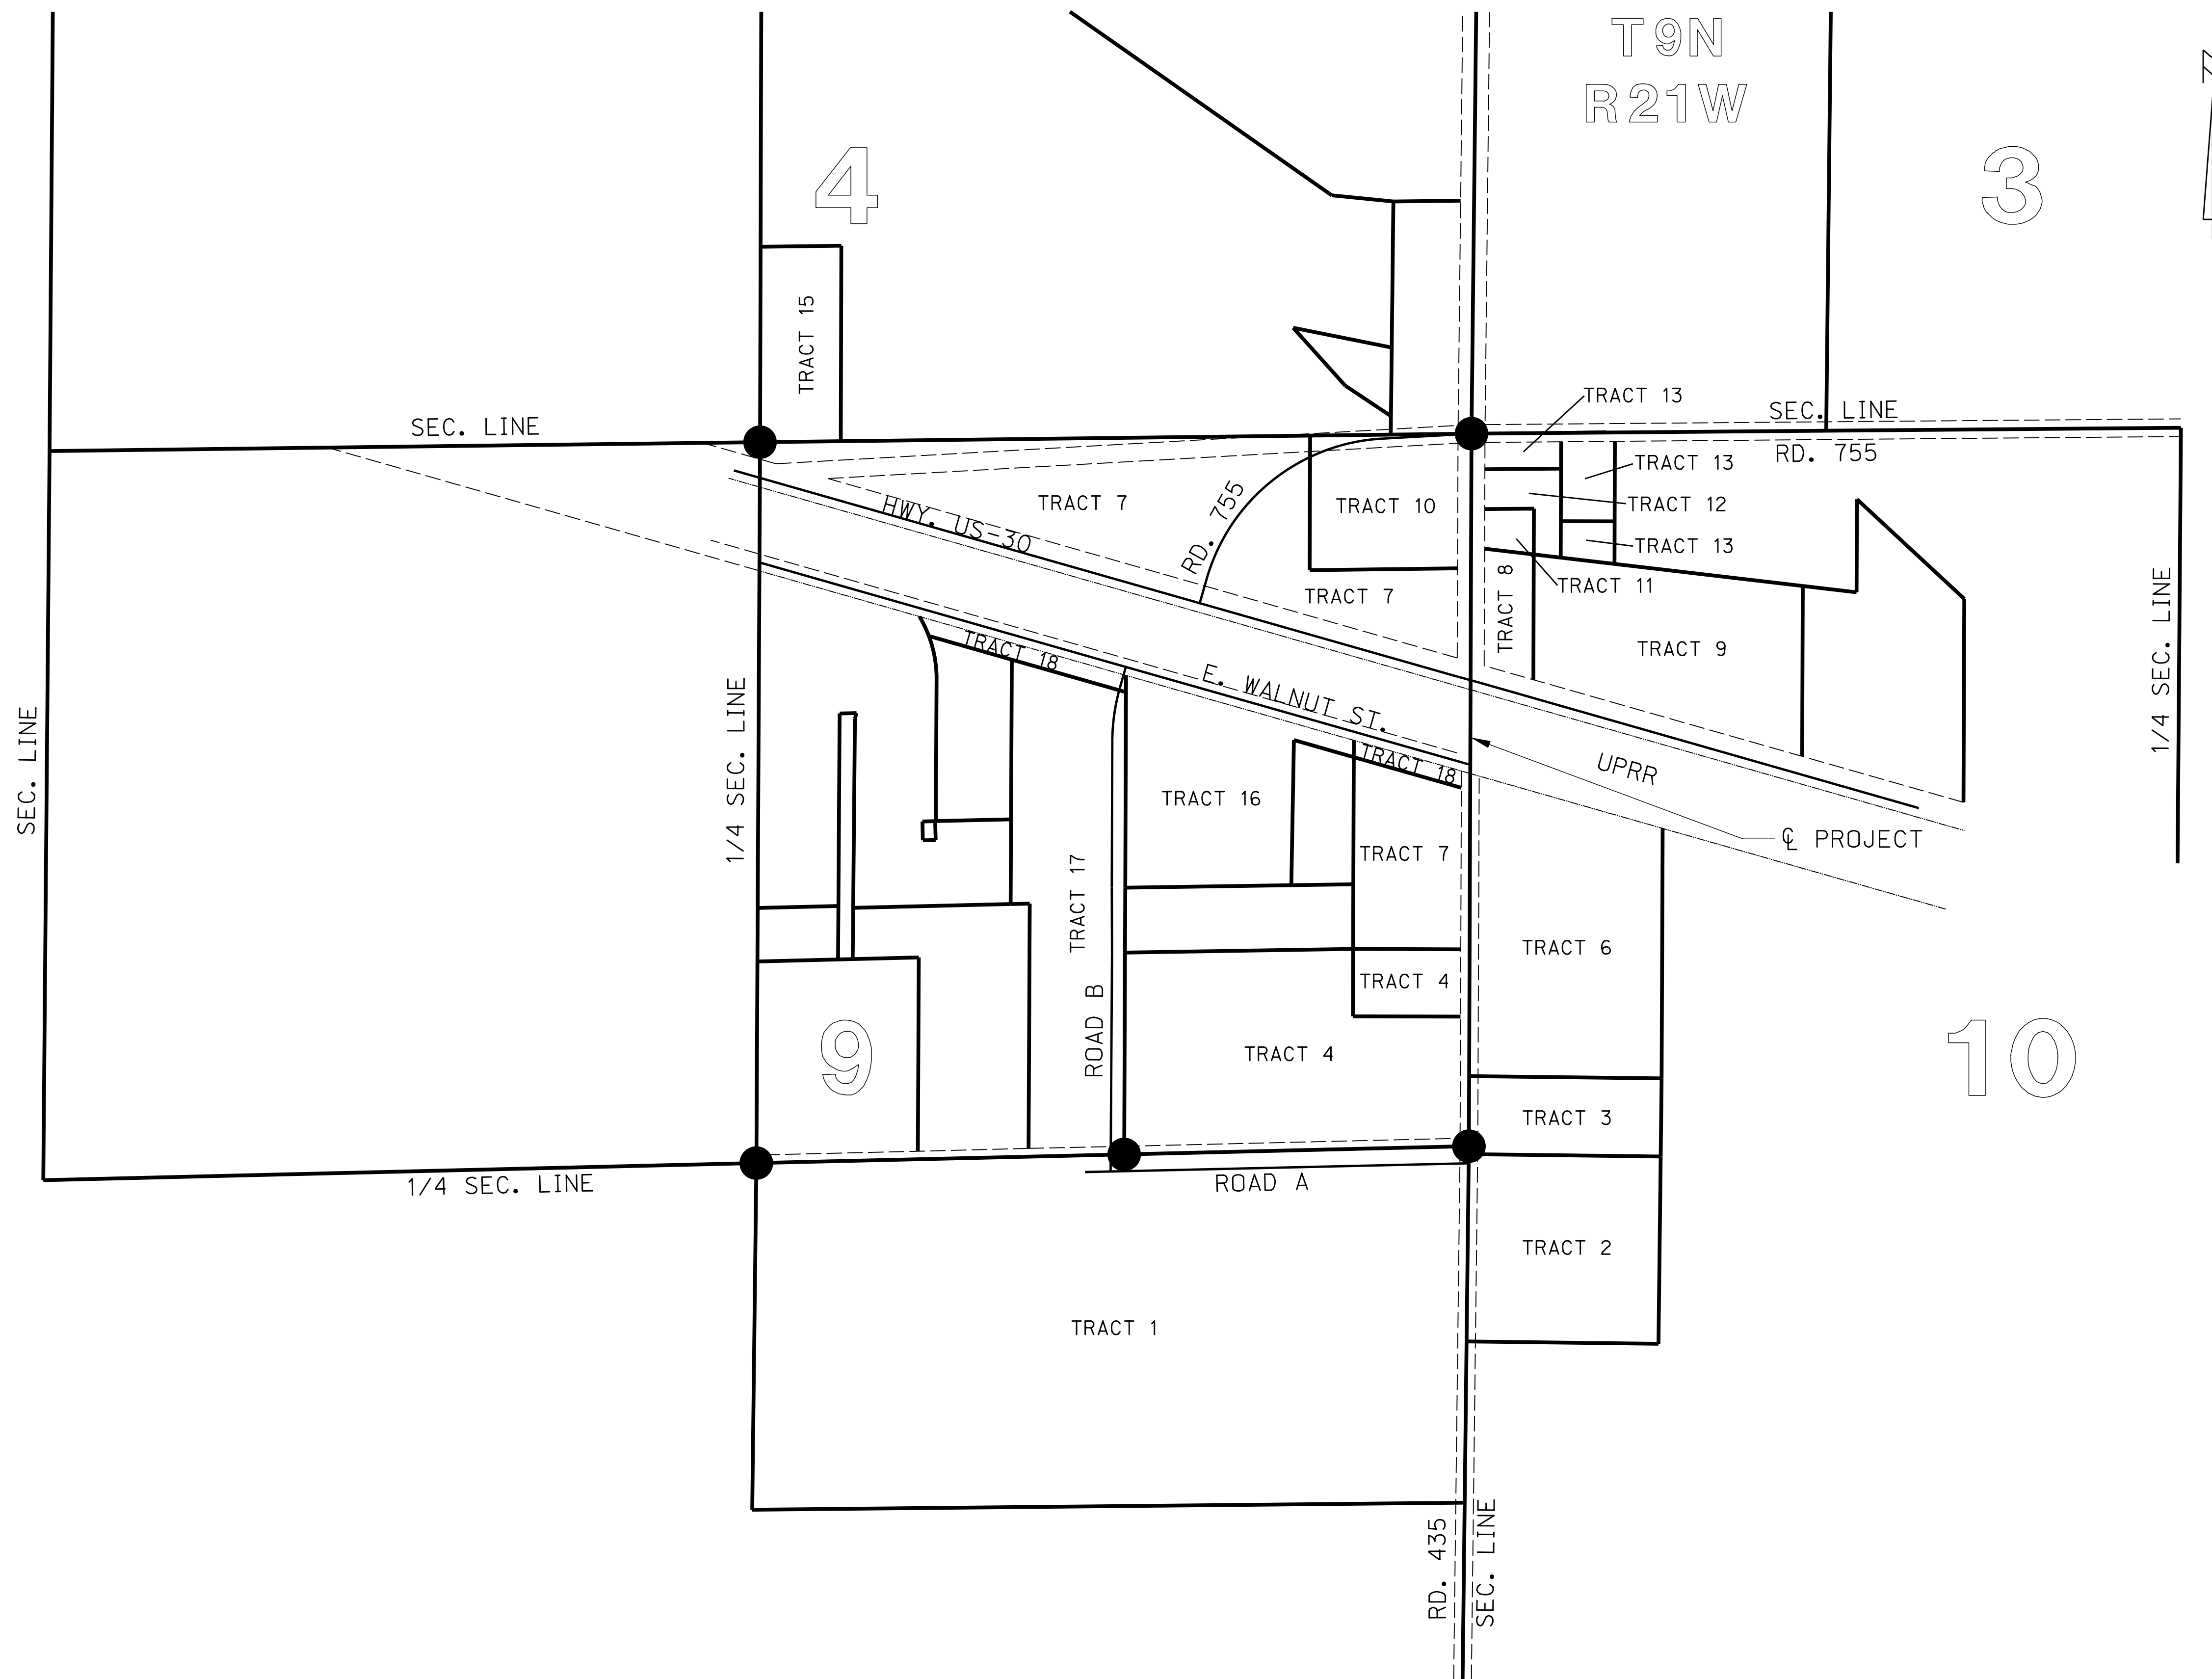 T 9N
R 21W
4
3
TRACT 15
TRACT 13
SEC. LINE
SEC. LINE
RD. 755
TRACT 13
TRACT 7
HWY. US-30
RD. 755
TRACT 10
TRACT 12
TRACT 13
TRACT 11
TRACT 7
TRACT 8
TRACT 9
1/4 SEC. LINE
TRACT 18
E. WALNUT ST.
SEC. LINE
1/4 SEC. LINE
TRACT 18
UPRR
TRACT 16
℄ PROJECT
TRACT 7
TRACT 17
TRACT 6
TRACT 4
ROAD B
9
TRACT 4
10
TRACT 3
1/4 SEC. LINE
ROAD A
TRACT 2
TRACT 1
RD. 435
SEC. LINE